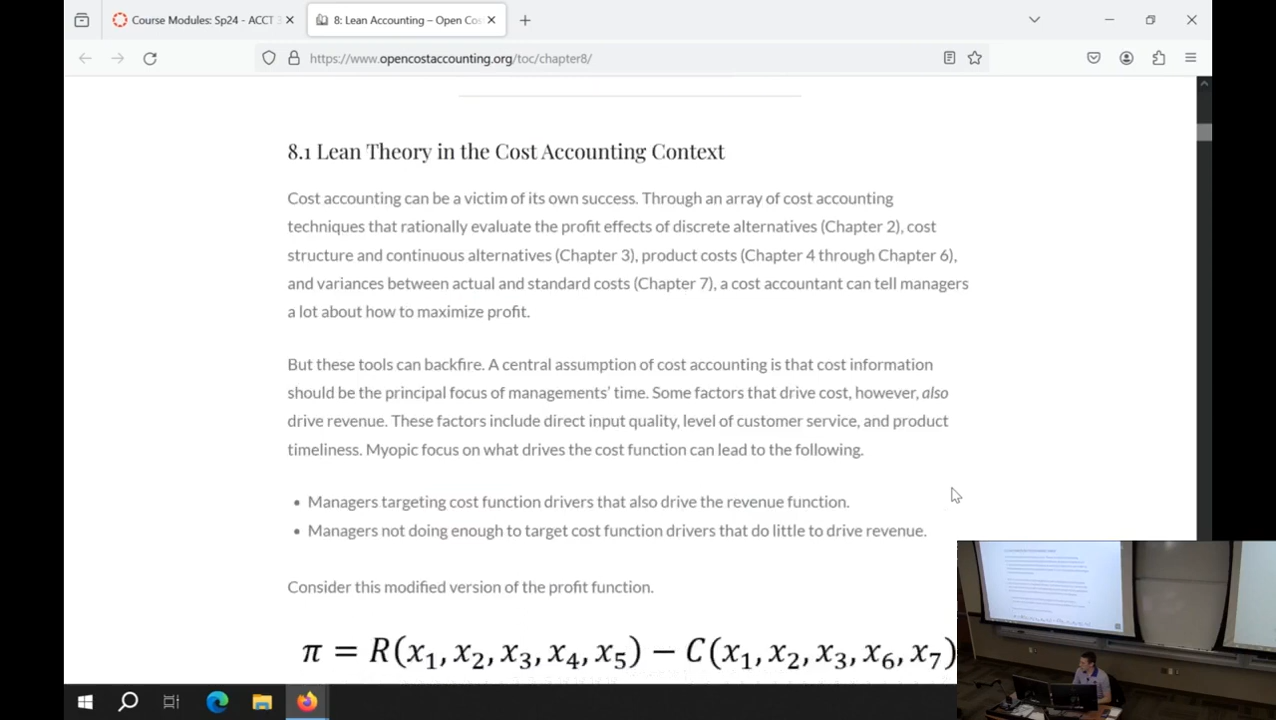 Course Modules: Sp24 - ACCT
8: Lean Accounting – Open Cos
https://www.opencostaccounting.org/toc/chapter8/
8.1 Lean Theory in the Cost Accounting Context
Cost accounting can be a victim of its own success. Through an array of cost accounting
techniques that rationally evaluate the profit effects of discrete alternatives (Chapter 2), cost
structure and continuous alternatives (Chapter 3), product costs (Chapter 4 through Chapter 6),
and variances between actual and standard costs (Chapter 7), a cost accountant can tell managers
a lot about how to maximize profit.
But these tools can backfire. A central assumption of cost accounting is that cost information
should be the principal focus of managements’ time. Some factors that drive cost, however, also
drive revenue. These factors include direct input quality, level of customer service, and product
timeliness. Myopic focus on what drives the cost function can lead to the following.
• Managers targeting cost function drivers that also drive the revenue function.
• Managers not doing enough to target cost function drivers that do little to drive revenue.
Consider this modified version of the profit function.
π = R(x₁, x₂, x₃, x₄, x₅) − C(x₁, x₂, x₃, x₆, x₇)